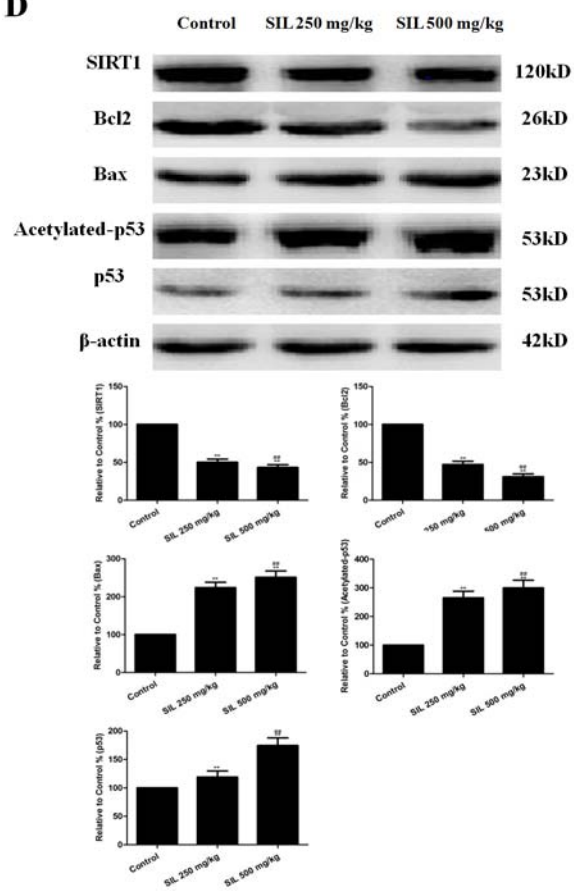 D
Control SIL 250 mg/kg SIL 500 mg/kg
SIRT1 120kD
Bcl2 26kD
Bax 23kD
Acetylated-p53 53kD
p53 53kD
β-actin 42kD
Relative to Control % (SIRT1)
150
100
50
0
Control
SIL 250 mg/kg
SIL 500 mg/kg
**
##
**
Relative to Control % (Bcl2)
150
100
50
0
Control
250 mg/kg
500 mg/kg
**
##
**
Relative to Control % (Bax)
300
200
100
0
Control
SIL 250 mg/kg
SIL 500 mg/kg
**
##
**
Relative to Control % (Acetylated-p53)
400
300
200
100
0
Control
SIL 250 mg/kg
SIL 500 mg/kg
**
##
**
Relative to Control % (p53)
200
150
100
50
0
Control
SIL 250 mg/kg
SIL 500 mg/kg
**
##
**